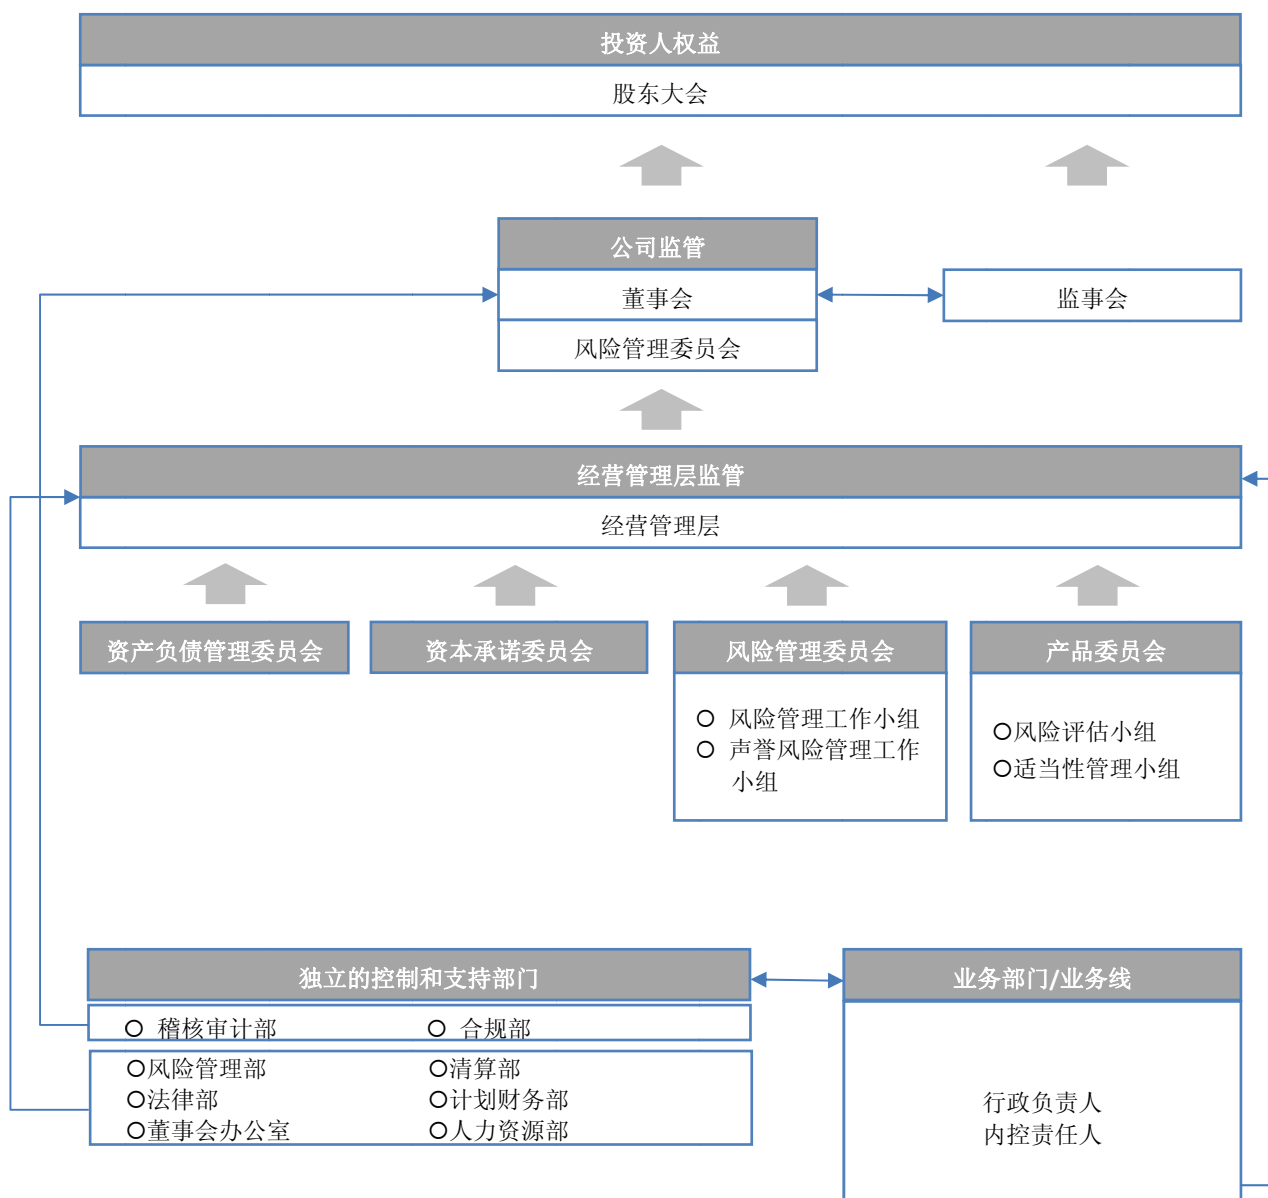 投资人权益
股东大会
公司监管
董事会
监事会
风险管理委员会
经营管理层监管
经营管理层
资产负债管理委员会
资本承诺委员会
风险管理委员会
风险管理工作小组
声誉风险管理工作
小组
产品委员会
风险评估小组
适当性管理小组
独立的控制和支持部门
稽核审计部
合规部
风险管理部
清算部
法律部
计划财务部
董事会办公室
人力资源部
业务部门/业务线
行政负责人
内控责任人